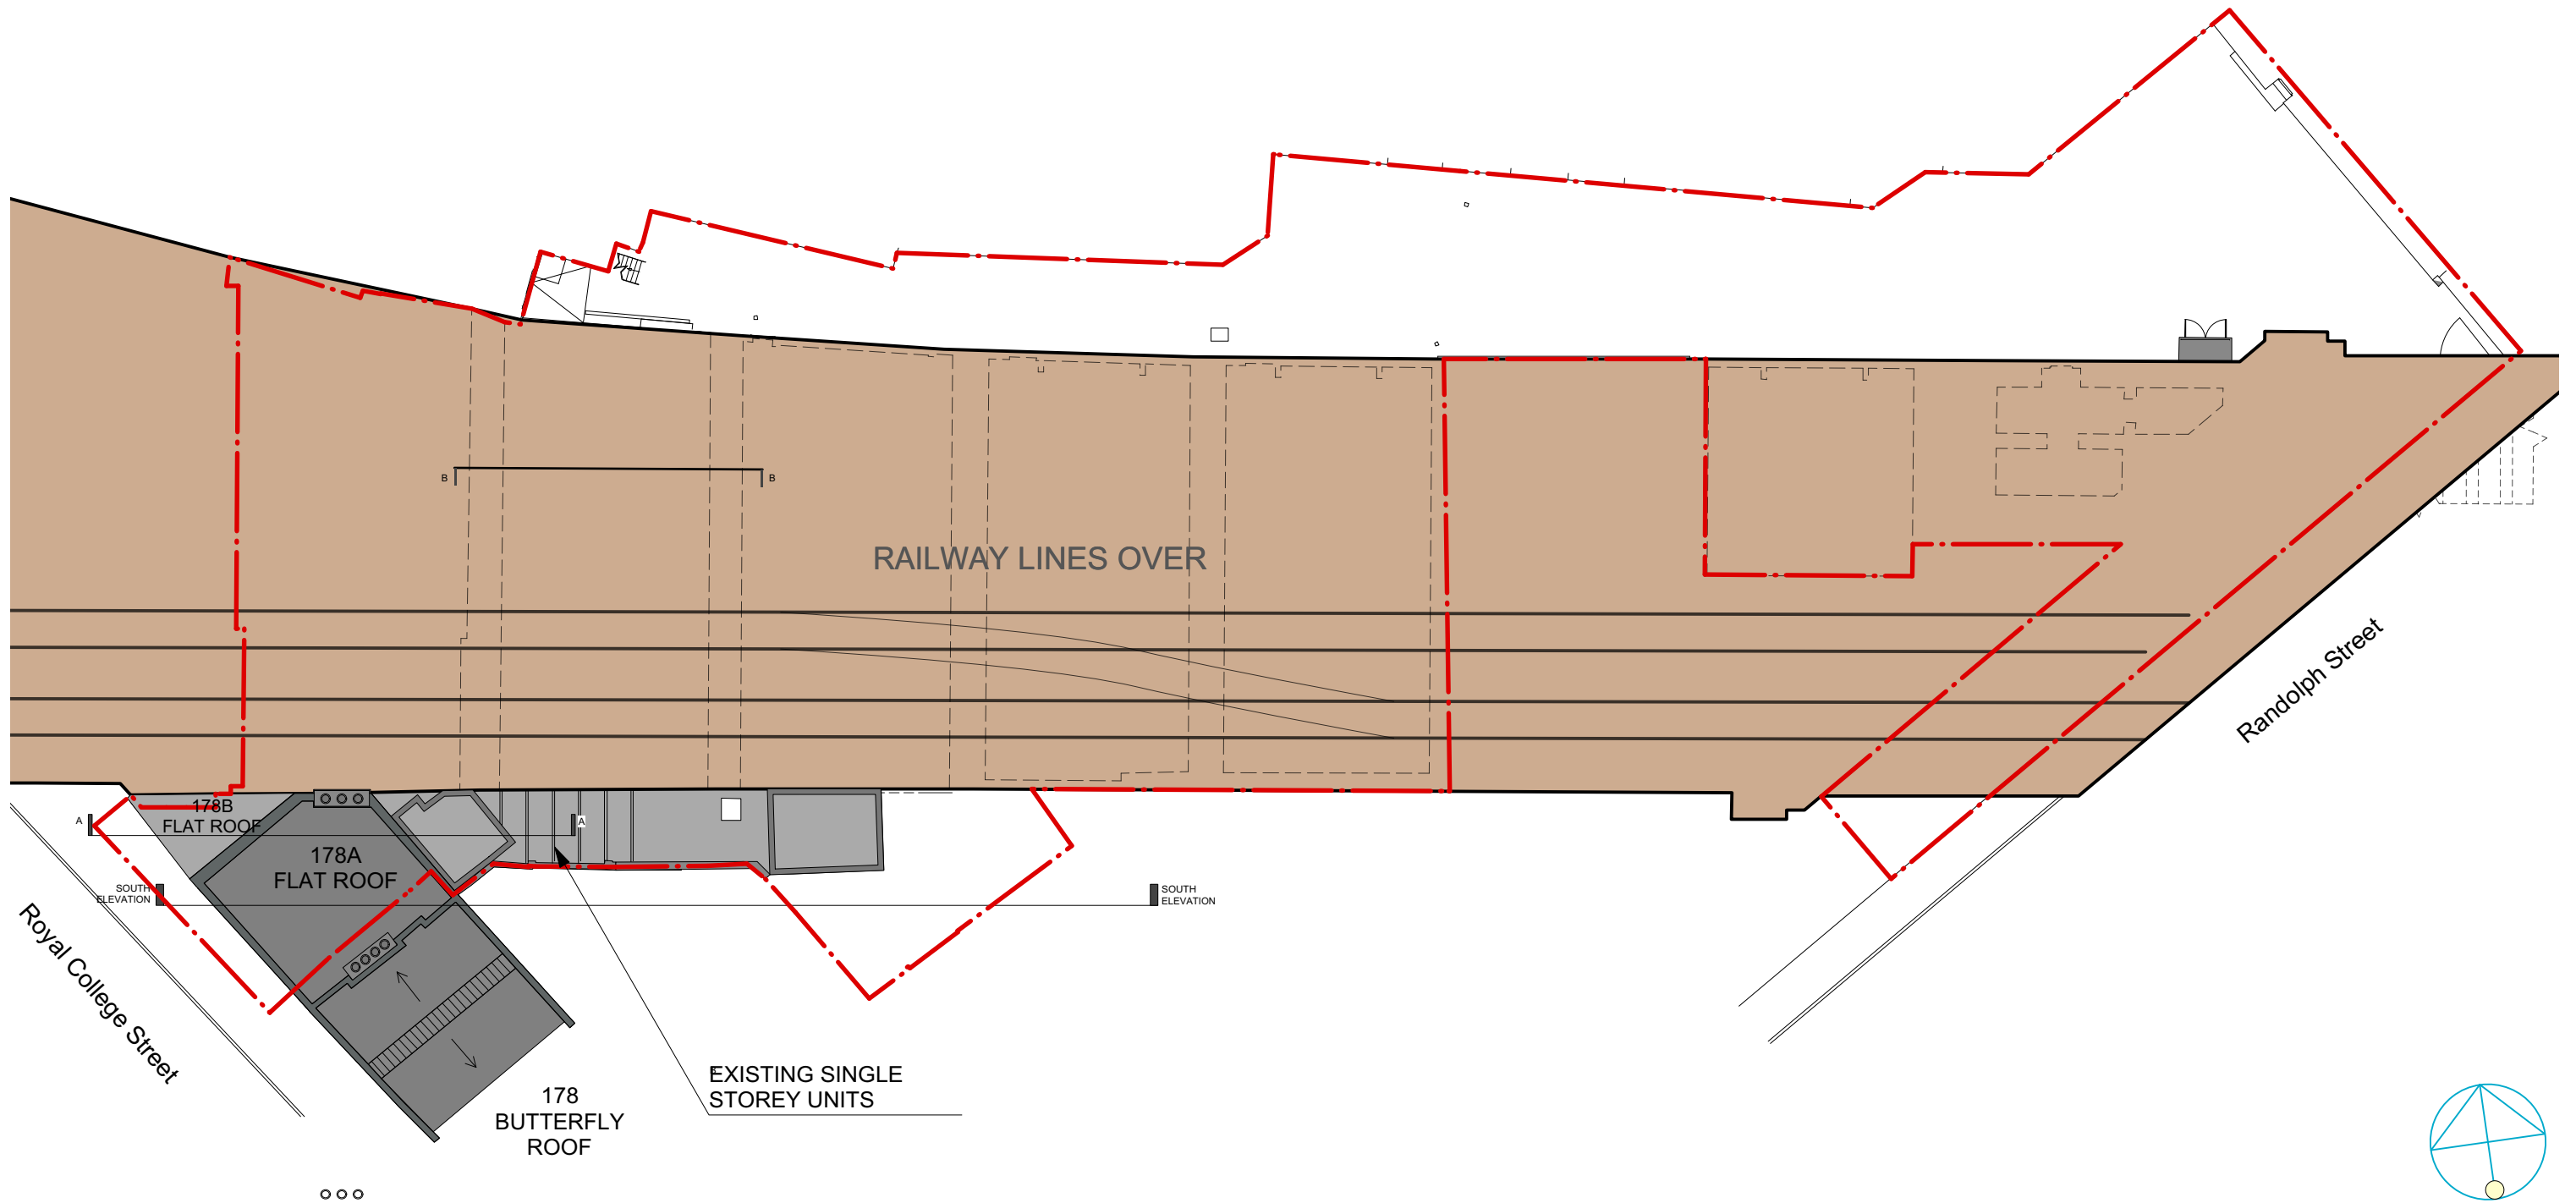 B
B
RAILWAY LINES OVER
Randolph Street
178B
FLAT ROOF
A
A
178A
FLAT ROOF
SOUTH
ELEVATION
SOUTH
ELEVATION
Royal College Street
EXISTING SINGLE
STOREY UNITS
178
BUTTERFLY
ROOF